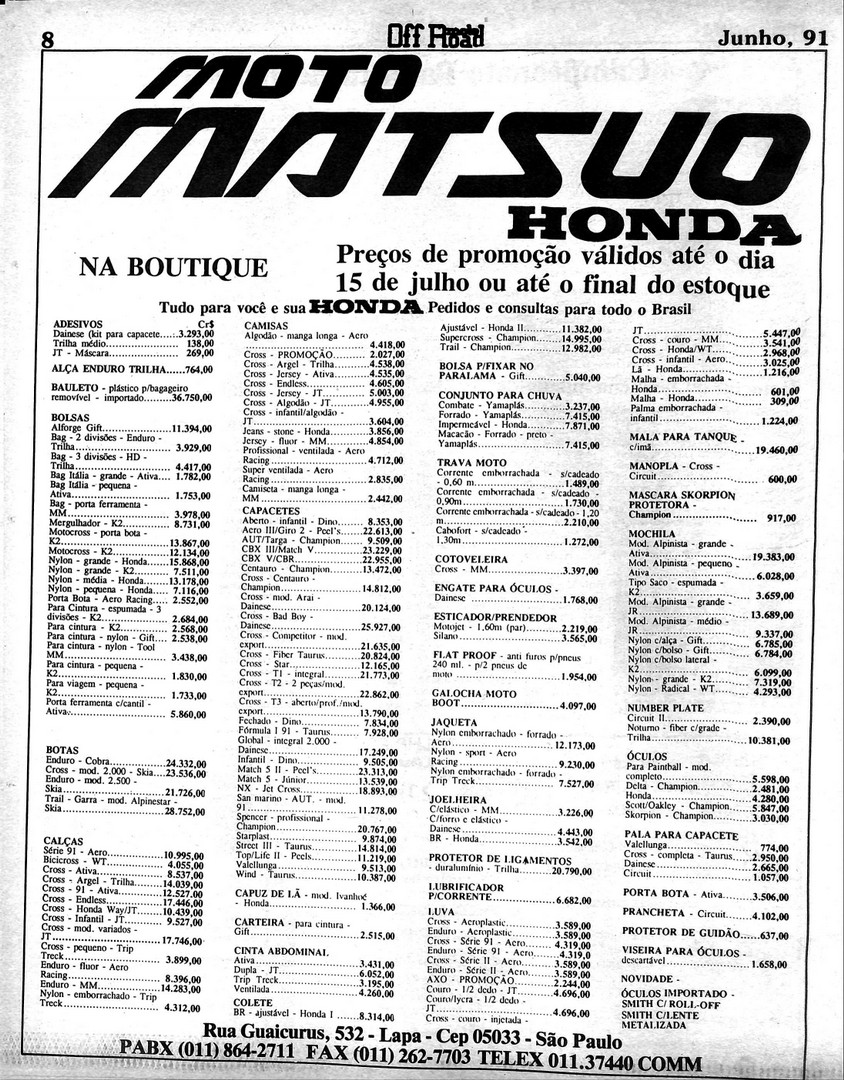 8
Off Road
Junho, 91
MOTO
MATSUO
HONDA
NA BOUTIQUE
Preços de promoção válidos até o dia
15 de julho ou até o final do estoque
Tudo para você e sua HONDA Pedidos e consultas para todo o Brasil
ADESIVOS Cr$
Dainese (kit para capacete....3.293,00
Trilha médio................. 138,00
JT - Máscara..................269,00
ALÇA ENDURO TRILHA.....764,00
BAULETO - plástico p/bagageiro
removível - importado.....36.750,00
BOLSAS
Alforge Gift.................11.394,00
Bag - 2 divisões - Enduro -
Trilha.................... 3.929,00
Bag - 3 divisões - HD -
Trilha.................... 4.417,00
Bag Itália - grande - Ativa.... 1.782,00
Bag Itália - pequena -
Ativa..................... 1.753,00
Bag - porta ferramenta -
MM........................ 3.978,00
Mergulhador - K2............ 8.731,00
Motocross - porta bota -
K2........................13.867,00
Motocross - K2..............12.134,00
Nylon - grande - Honda......15.868,00
Nylon - grande - K2......... 7.511,00
Nylon - média - Honda.......13.178,00
Nylon - pequena - Honda..... 7.116,00
Porta Bota - Aero Racing.... 2.552,00
Para Cintura - espumada - 3
divisões - K2............. 2.684,00
Para cintura - K2........... 2.568,00
Para cintura - nylon - Gift... 2.538,00
Para cintura - nylon - Tool
MM........................ 3.438,00
Para cintura - pequena -
K2........................ 1.830,00
Para viagem - pequena -
K2........................ 1.733,00
Porta ferramenta c/cantil -
Ativa..................... 5.860,00
BOTAS
Enduro - Cobra..............24.332,00
Cross - mod. 2.000 - Skia...23.536,00
Enduro - mod. 2.500 -
Skia......................21.726,00
Trail - Garra - mod. Alpinestar -
Skia......................28.752,00
CALÇAS
Série 91 - Aero.............10.995,00
Bicicross - WT.............. 4.055,00
Cross - Ativa............... 8.537,00
Cross - Argel - Trilha......14.039,00
Cross - 91 - Ativa..........12.527,00
Cross - Endless.............17.446,00
Cross - Honda Way/JT........10.439,00
Cross - Infantil - JT....... 9.527,00
Cross - mod. variados -
JT........................17.746,00
Cross - pequeno - Trip
Treck..................... 3.899,00
Enduro - fluor - Aero
Racing.................... 8.396,00
Enduro - MM.................14.283,00
Nylon - emborrachado - Trip
Treck..................... 4.312,00
CAMISAS
Algodão - manga longa - Aero
.......................... 4.418,00
Cross - PROMOÇÃO............ 2.027,00
Cross - Argel - Trilha...... 4.538,00
Cross - Jersey - Ativa...... 4.535,00
Cross - Endless............. 4.605,00
Cross - Jersey - JT......... 5.003,00
Cross - Algodão - JT........ 4.955,00
Cross - infantil/algodão -
JT........................ 3.604,00
Jeans - stone - Honda....... 3.856,00
Jersey - fluor - MM......... 4.854,00
Profissional - ventilada - Aero
Racing.................... 4.712,00
Super ventilada - Aero
Racing.................... 2.835,00
Camiseta - manga longa -
MM........................ 2.442,00
CAPACETES
Aberto - infantil - Dino.... 8.353,00
Aero III/Giro 2 - Peel's....22.613,00
AUT/Targa - Champion........ 9.509,00
CBX III/Match V.............23.229,00
CBX V/CBR...................22.955,00
Centauro - Champion.........13.472,00
Cross - Centauro -
Champion..................14.812,00
Cross - mod. Arai -
Dainese...................20.124,00
Cross - Bad Boy -
Dainese...................25.927,00
Cross - Competitor - mod.
export....................21.635,00
Cross - Fiber Taurus........20.824,00
Cross - Star................12.165,00
Cross - T1 - integral.......21.773,00
Cross - T2 - 2 peças/mod.
export....................22.862,00
Cross - T3 - aberto/prof./mod.
export....................13.790,00
Fechado - Dino.............. 7.834,00
Fórmula I 91 - Taurus....... 7.928,00
Global - integral 2.000 -
Dainese...................17.249,00
Infantil - Dino............. 9.505,00
Match 5 II - Peel's.........23.313,00
Match 5 - Júnior............13.539,00
NX - Jet Cross..............18.893,00
San marino - AUT. - mod.
91........................11.278,00
Spencer - profissional -
Champion..................20.767,00
Starplast................... 9.874,00
Street III - Taurus.........14.814,00
Top/Life II - Peels.........11.219,00
Valellunga.................. 9.513,00
Wind - Taurus...............10.387,00
CAPUZ DE LÃ - mod. Ivanhoé
- Honda................... 1.366,00
CARTEIRA - para cintura -
Gift...................... 2.515,00
CINTA ABDOMINAL
Ativa....................... 3.431,00
Dupla - JT.................. 6.052,00
Trip Treck.................. 3.195,00
Ventilada................... 4.260,00
COLETE
BR - ajustável - Honda I ... 8.314,00
Ajustável - Honda II........11.382,00
Supercross - Champion.......14.995,00
Trail - Champion............12.982,00
BOLSA P/FIXAR NO
PARALAMA - Gift.......... 5.040,00
CONJUNTO PARA CHUVA
Combate - Yamaplás.......... 3.237,00
Forrado - Yamaplás.......... 7.415,00
Impermeável - Honda......... 7.871,00
Macacão - Forrado - preto -
Yamaplás.................. 7.415,00
TRAVA MOTO
Corrente emborrachada - s/cadeado
- 0,60 m.................. 1.489,00
Corrente emborrachada - s/cadeado -
0,90m..................... 1.730,00
Corrente emborrachada - s/cadeado - 1,20
m......................... 2.210,00
Cabofort - s/cadeado -
1,30m..................... 1.272,00
COTOVELEIRA
Cross - MM.................. 3.397,00
ENGATE PARA ÓCULOS -
Dainese................... 1.768,00
ESTICADOR/PRENDEDOR
Motojet - 1,60m (par)....... 2.219,00
Silano...................... 3.565,00
FLAT PROOF - anti furos p/pneus
240 ml. - p/2 pneus de
moto...................... 1.954,00
GALOCHA MOTO
BOOT...................... 4.097,00
JAQUETA
Nylon emborrachado - forrado -
Aero......................12.173,00
Nylon - sport - Aero
Racing.................... 9.230,00
Nylon emborrachado - forrado -
Trip Treck................ 7.527,00
JOELHEIRA
C/elástico - MM............. 3.226,00
C/forro e elástico -
Dainese................... 4.443,00
BR - Honda.................. 3.542,00
PROTETOR DE LIGAMENTOS
- duralumínio - Trilha....20.790,00
LUBRIFICADOR
P/CORRENTE................ 6.682,00
LUVA
Cross - Aeroplastic......... 3.589,00
Enduro - Aeroplastic........ 3.589,00
Cross - Série 91 - Aero..... 4.319,00
Enduro - Série 91 - Aero.... 4.319,0
Cross - Série II - Aero..... 3.589,00
Enduro - Série II - Aero.... 3.589,00
AXO - PROMOÇÃO.............. 2.244,00
Couro - 1/2 dedo - JT....... 4.696,00
Couro/lycra - 1/2 dedo -
JT........................ 4.696,00
Cross - couro - injetada -
JT........................ 5.447,00
Cross - couro - MM.......... 3.541,00
Cross - Honda/WT............ 2.968,00
Cross - infantil - Aero..... 3.025,00
Lã - Honda.................. 1.216,00
Malha - emborrachada -
Honda..................... 601,00
Malha - Honda............... 309,00
Palma emborrachada -
infantil.................. 1.224,00
MALA PARA TANQUE -
c/imã.....................19.460,00
MANOPLA - Cross -
Circuit................... 600,00
MASCARA SKORPION
PROTETORA -
Champion.................. 917,00
MOCHILA
Mod. Alpinista - grande -
Ativa.....................19.383,00
Mod. Alpinista - pequeno -
Ativa..................... 6.028,00
Tipo Saco - espumada -
K2........................ 3.659,00
Mod. Alpinista - grande -
JR........................13.689,00
Mod. Alpinista - médio -
JR........................ 9.337,00
Nylon c/alça - Gift......... 6.785,00
Nylon c/bolso - Gift........ 6.784,00
Nylon c/bolso lateral -
K2........................ 6.099,00
Nylon - grande - K2......... 7.319,00
Nylon - Radical - WT........ 4.293,00
NUMBER PLATE
Circuit II.................. 2.390,00
Noturno - fiber c/grade -
Trilha....................10.381,00
ÓCULOS
Para Paintball - mod.
completo.................. 5.598,00
Delta - Champion............ 2.481,00
Honda....................... 4.280,00
Scott/Oakley - Champion..... 5.847,00
Skorpion - Champion......... 3.030,00
PALA PARA CAPACETE
Valellunga.................. 774,00
Cross - completa - Taurus... 2.950,00
Dainese..................... 2.665,00
Circuit..................... 1.057,00
PORTA BOTA - Ativa.......... 3.506,00
PRANCHETA - Circuit......... 4.102,00
PROTETOR DE GUIDÃO.......... 637,00
VISEIRA PARA ÓCULOS -
descartável............... 1.658,00
NOVIDADE -
ÓCULOS IMPORTADO -
SMITH C/ ROLL-OFF
SMITH C/LENTE
METALIZADA
Rua Guaicurus, 532 - Lapa - Cep 05033 - São Paulo
PABX (011) 864-2711 FAX (011) 262-7703 TELEX 011.37440 COMM